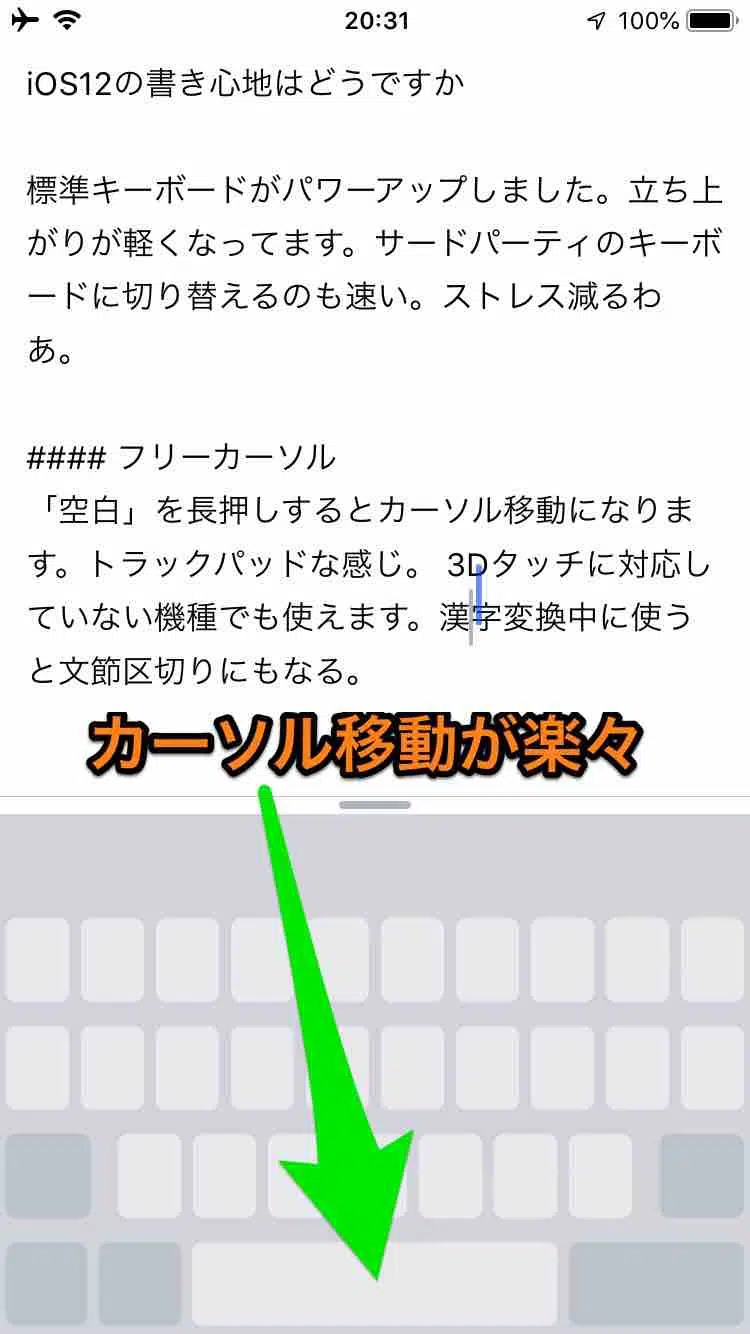 20:31
100%
iOS12の書き心地はどうですか
標準キーボードがパワーアップしました。立ち上
がりが軽くなってます。サードパーティのキーボ
ードに切り替えるのも速い。ストレス減るわ
あ。
#### フリーカーソル
「空白」を長押しするとカーソル移動になりま
す。トラックパッドな感じ。 3Dタッチに対応し
ていない機種でも使えます。漢字変換中に使う
と文節区切りにもなる。
カーソル移動が楽々